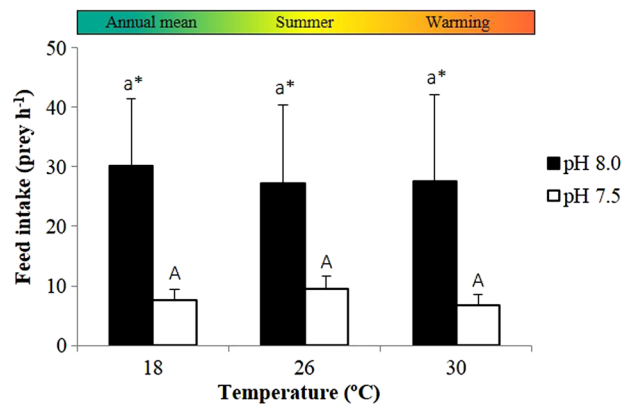 Annual mean Summer Warming
Feed intake (prey h⁻¹)
50
40
30
20
10
0
a* a* a*
A A A
pH 8.0
pH 7.5
18 26 30
Temperature (ºC)